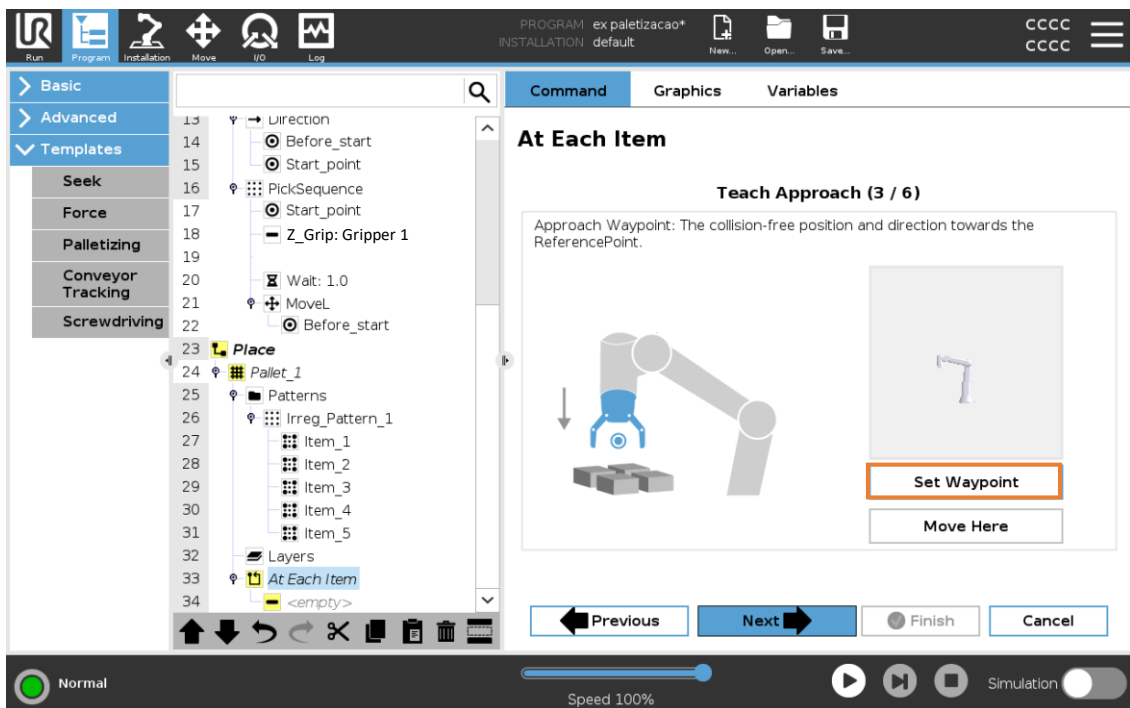 PROGRAM ex paletizacao*
INSTALLATION default
New...
Open...
Save...
CCCC
CCCC
Run
Program
Installation
Move
I/O
Log
Basic
Advanced
Templates
Seek
Force
Palletizing
Conveyor
Tracking
Screwdriving
13 Direction
14 Before_start
15 Start_point
16 PickSequence
17 Start_point
18 Z_Grip: Gripper 1
19
20 Wait: 1.0
21 MoveL
22 Before_start
23 Place
24 Pallet_1
25 Patterns
26 Irreg_Pattern_1
27 Item_1
28 Item_2
29 Item_3
30 Item_4
31 Item_5
32 Layers
33 At Each Item
34 <empty>
Command
Graphics
Variables
At Each Item
Teach Approach (3 / 6)
Approach Waypoint: The collision-free position and direction towards the
ReferencePoint.
Set Waypoint
Move Here
Previous
Next
Finish
Cancel
Normal
Speed 100%
Simulation